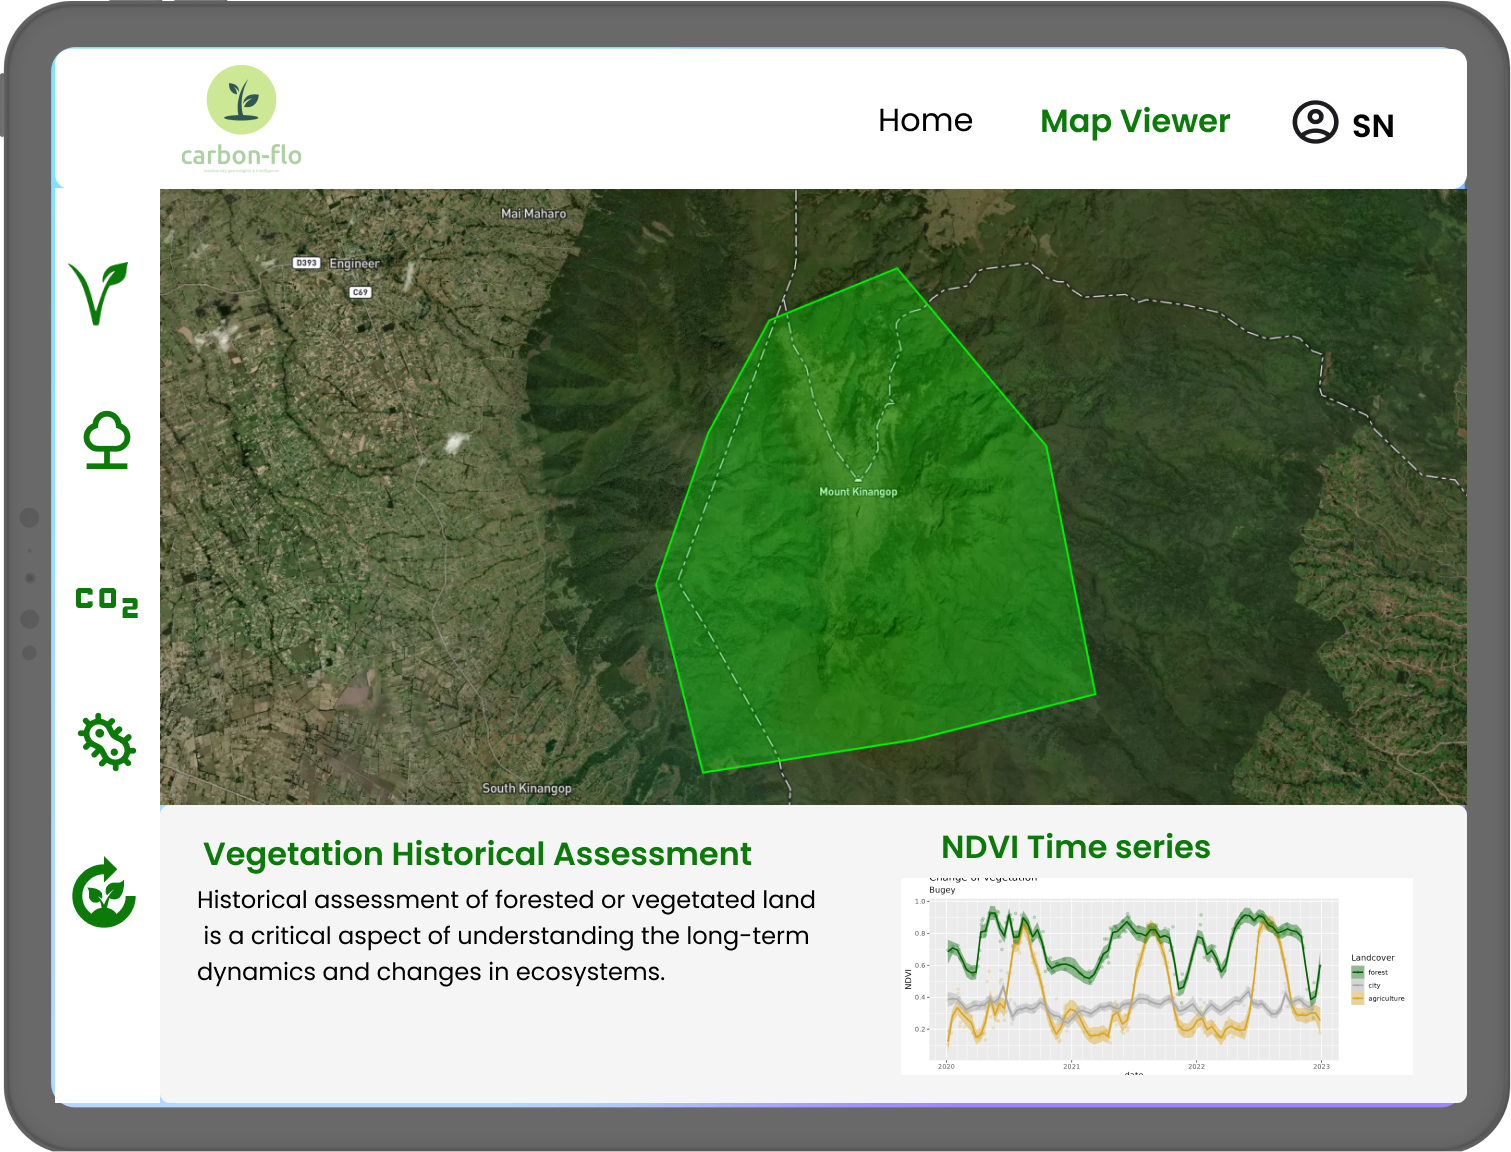 carbon-flo
Home
Map Viewer
SN
Mai Maharo
D393
Engineer
C69
Mount Kinangop
South Kinangop
CO2
Vegetation Historical Assessment
Historical assessment of forested or vegetated land
is a critical aspect of understanding the long-term
dynamics and changes in ecosystems.
NDVI Time series
Change of vegetation
Bugey
1.0
0.8
0.6
0.4
0.2
NDVI
2020
2021
2022
2023
date
Landcover
forest
city
agriculture